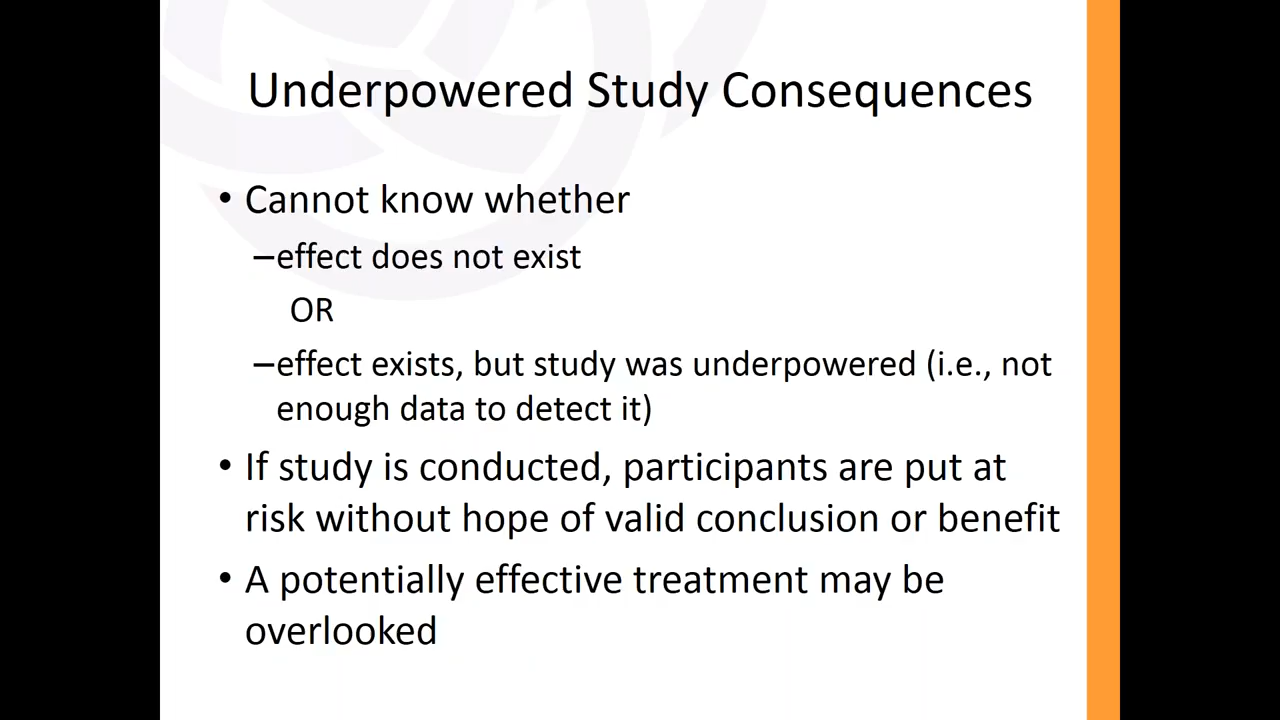 Underpowered Study Consequences
• Cannot know whether
–effect does not exist
OR
–effect exists, but study was underpowered (i.e., not
enough data to detect it)
• If study is conducted, participants are put at
risk without hope of valid conclusion or benefit
• A potentially effective treatment may be
overlooked